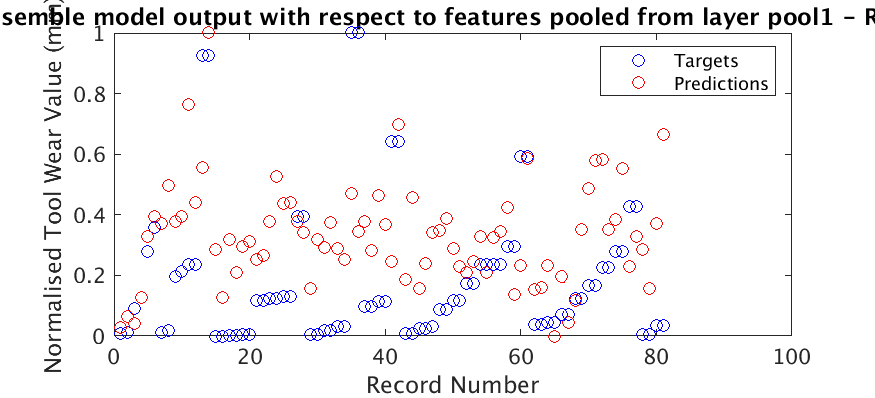 semble model output with respect to features pooled from layer pool1 - R
Normalised Tool Wear Value (mm)
1
0.8
0.6
0.4
0.2
0
0 20 40 60 80 100
Record Number
Targets
Predictions